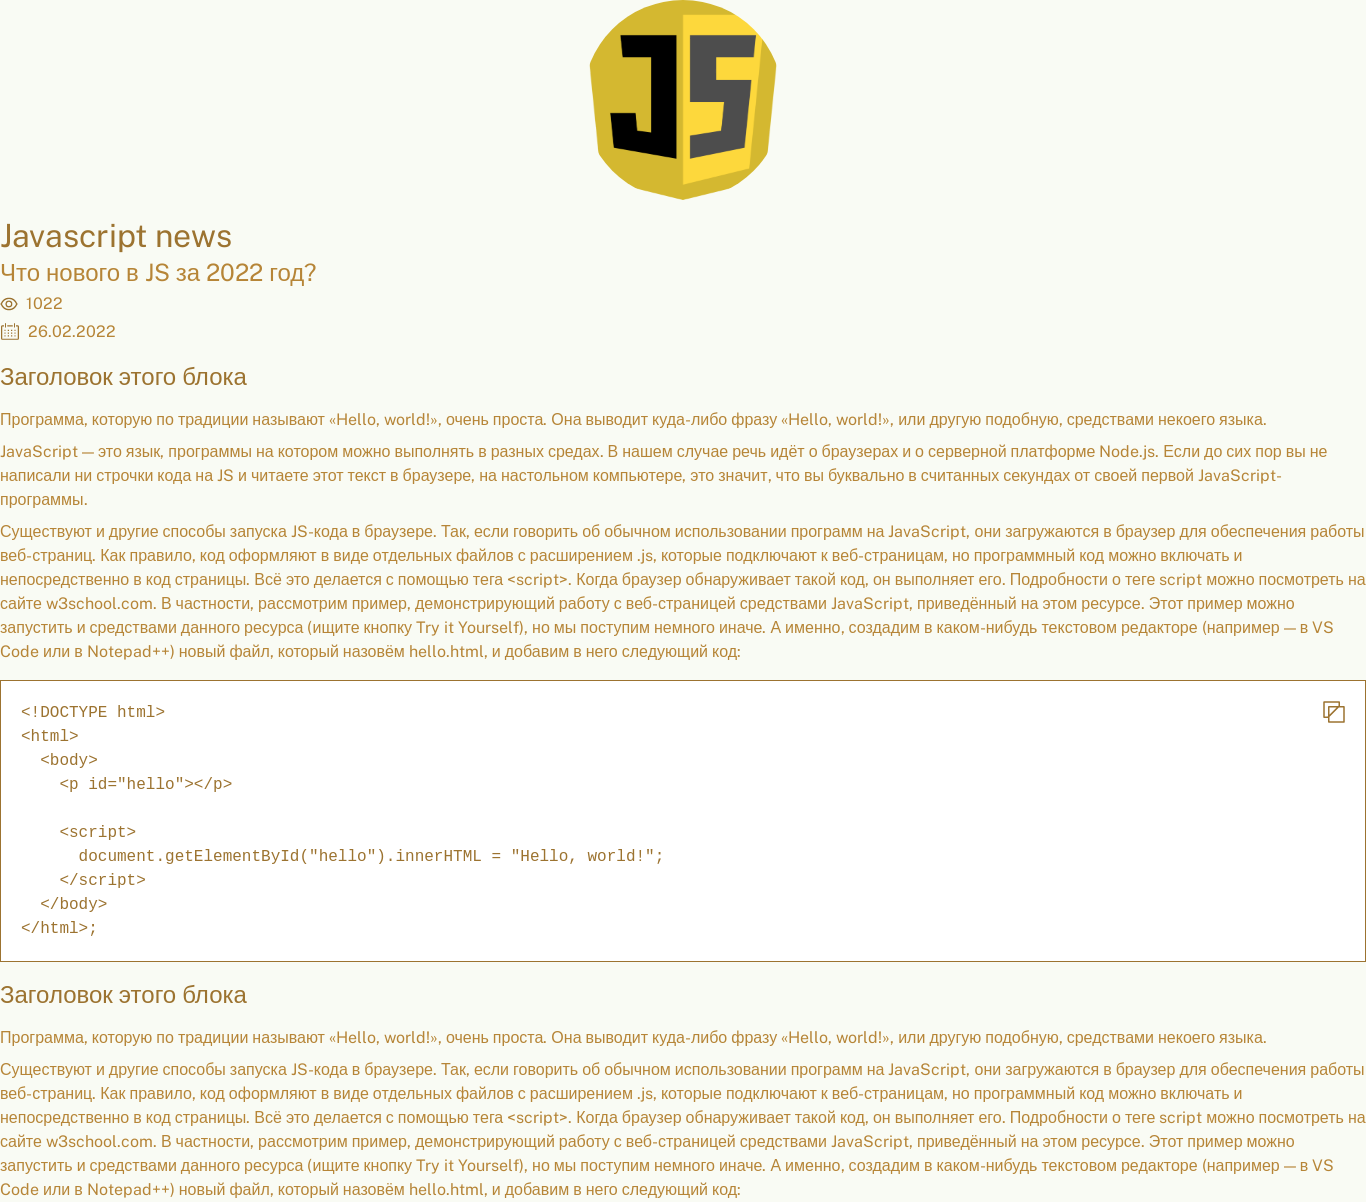 JS
Javascript news
Что нового в JS за 2022 год?
1022
26.02.2022
Заголовок этого блока
Программа, которую по традиции называют «Hello, world!», очень проста. Она выводит куда-либо фразу «Hello, world!», или другую подобную, средствами некоего языка.
JavaScript — это язык, программы на котором можно выполнять в разных средах. В нашем случае речь идёт о браузерах и о серверной платформе Node.js. Если до сих пор вы не
написали ни строчки кода на JS и читаете этот текст в браузере, на настольном компьютере, это значит, что вы буквально в считанных секундах от своей первой JavaScript-
программы.
Существуют и другие способы запуска JS-кода в браузере. Так, если говорить об обычном использовании программ на JavaScript, они загружаются в браузер для обеспечения работы
веб-страниц. Как правило, код оформляют в виде отдельных файлов с расширением .js, которые подключают к веб-страницам, но программный код можно включать и
непосредственно в код страницы. Всё это делается с помощью тега <script>. Когда браузер обнаруживает такой код, он выполняет его. Подробности о теге script можно посмотреть на
сайте w3school.com. В частности, рассмотрим пример, демонстрирующий работу с веб-страницей средствами JavaScript, приведённый на этом ресурсе. Этот пример можно
запустить и средствами данного ресурса (ищите кнопку Try it Yourself), но мы поступим немного иначе. А именно, создадим в каком-нибудь текстовом редакторе (например — в VS
Code или в Notepad++) новый файл, который назовём hello.html, и добавим в него следующий код:
<!DOCTYPE html>
<html>
  <body>
    <p id="hello"></p>

    <script>
      document.getElementById("hello").innerHTML = "Hello, world!";
    </script>
  </body>
</html>;
Заголовок этого блока
Программа, которую по традиции называют «Hello, world!», очень проста. Она выводит куда-либо фразу «Hello, world!», или другую подобную, средствами некоего языка.
Существуют и другие способы запуска JS-кода в браузере. Так, если говорить об обычном использовании программ на JavaScript, они загружаются в браузер для обеспечения работы
веб-страниц. Как правило, код оформляют в виде отдельных файлов с расширением .js, которые подключают к веб-страницам, но программный код можно включать и
непосредственно в код страницы. Всё это делается с помощью тега <script>. Когда браузер обнаруживает такой код, он выполняет его. Подробности о теге script можно посмотреть на
сайте w3school.com. В частности, рассмотрим пример, демонстрирующий работу с веб-страницей средствами JavaScript, приведённый на этом ресурсе. Этот пример можно
запустить и средствами данного ресурса (ищите кнопку Try it Yourself), но мы поступим немного иначе. А именно, создадим в каком-нибудь текстовом редакторе (например — в VS
Code или в Notepad++) новый файл, который назовём hello.html, и добавим в него следующий код: